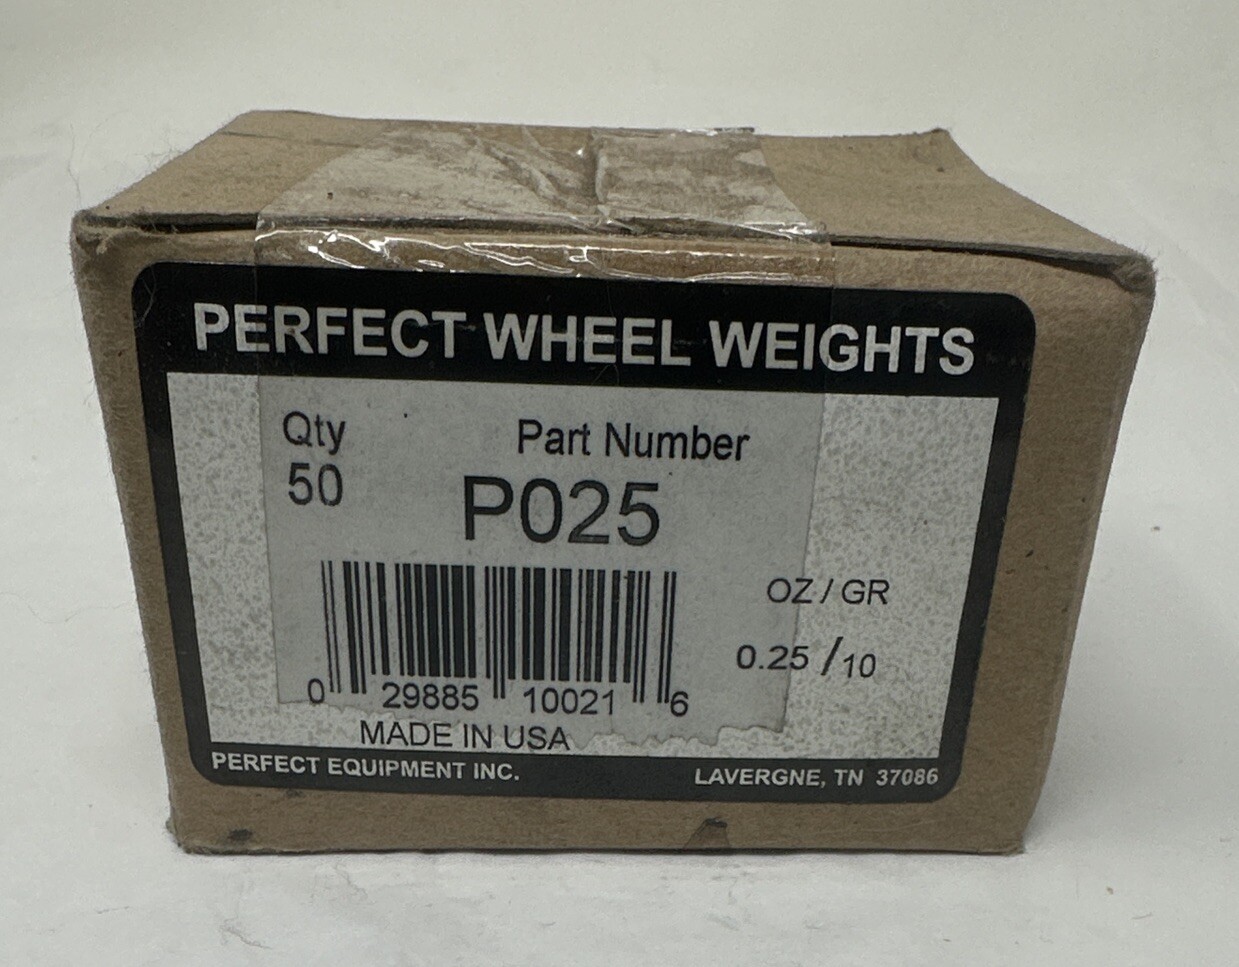 PERFECT WHEEL WEIGHTS
Qty
Part Number
50
P025
OZ / GR
0.25 / 10
0 29885 10021 6
MADE IN USA
PERFECT EQUIPMENT INC.
LAVERGNE, TN 37086